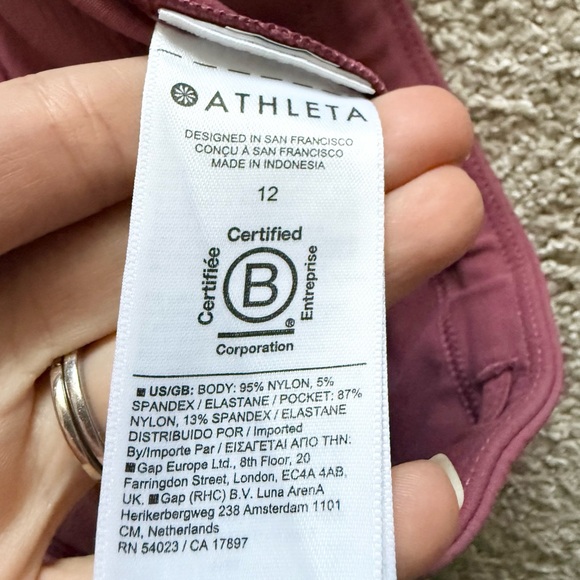 ATHLETA
DESIGNED IN SAN FRANCISCO
CONÇU À SAN FRANCISCO
MADE IN INDONESIA
12
Certified
Certifiée
B
Entreprise
®
Corporation
US/GB: BODY: 95% NYLON, 5%
SPANDEX / ELASTANE / POCKET: 87%
NYLON, 13% SPANDEX / ELASTANE
DISTRIBUIDO POR / Imported
By/Importe Par / ΕΙΣΑΓΕΤΑΙ ΑΠΟ ΤΗΝ:
Gap Europe Ltd., 8th Floor, 20
Farringdon Street, London, EC4A 4AB,
UK. Gap (RHC) B.V. Luna ArenA
Herikerbergweg 238 Amsterdam 1101
CM, Netherlands
RN 54023 / CA 17897